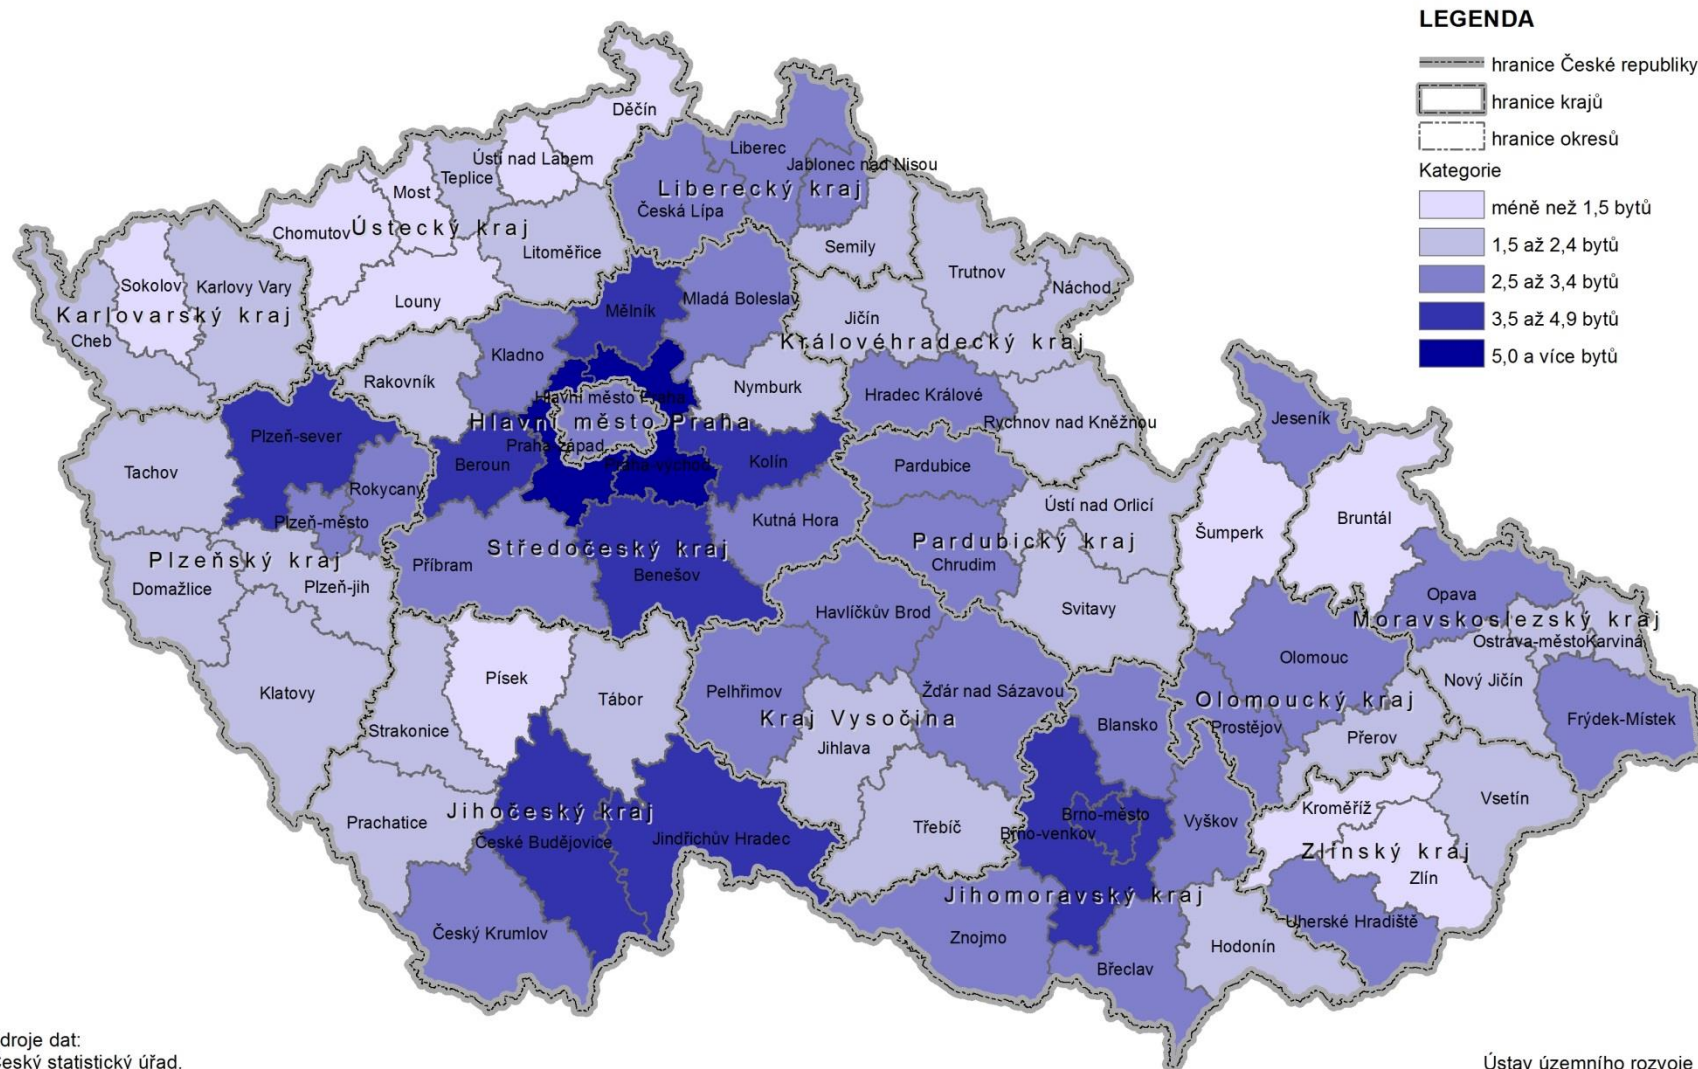 LEGENDA
hranice České republiky
hranice krajů
hranice okresů
Kategorie
méně než 1,5 bytů
1,5 až 2,4 bytů
2,5 až 3,4 bytů
3,5 až 4,9 bytů
5,0 a více bytů
Děčín
Ústí nad Labem
Teplice
Most
Chomutov
Ústecký kraj
Litoměřice
Louny
Liberec
Jablonec nad Nisou
Liberecký kraj
Česká Lípa
Semily
Sokolov
Karlovy Vary
Karlovarský kraj
Cheb
Trutnov
Náchod
Jičín
Královéhradecký kraj
Hradec Králové
Rychnov nad Kněžnou
Mělník
Mladá Boleslav
Kladno
Rakovník
Nymburk
Hlavní město Praha
Hlavní město Praha
Praha-západ
Praha-východ
Beroun
Kolín
Kutná Hora
Středočeský kraj
Příbram
Benešov
Plzeň-sever
Tachov
Rokycany
Plzeň-město
Plzeňský kraj
Plzeň-jih
Domažlice
Klatovy
Pardubice
Ústí nad Orlicí
Pardubický kraj
Chrudim
Svitavy
Jeseník
Šumperk
Bruntál
Opava
Moravskoslezský kraj
Ostrava-město
Karviná
Nový Jičín
Frýdek-Místek
Olomouc
Olomoucký kraj
Prostějov
Přerov
Havlíčkův Brod
Pelhřimov
Žďár nad Sázavou
Kraj Vysočina
Jihlava
Třebíč
Písek
Tábor
Strakonice
Prachatice
Jihočeský kraj
České Budějovice
Jindřichův Hradec
Český Krumlov
Blansko
Brno-město
Brno-venkov
Vyškov
Jihomoravský kraj
Znojmo
Břeclav
Hodonín
Kroměříž
Vsetín
Zlínský kraj
Zlín
Uherské Hradiště
droje dat:
Český statistický úřad.
Ústav územního rozvoje